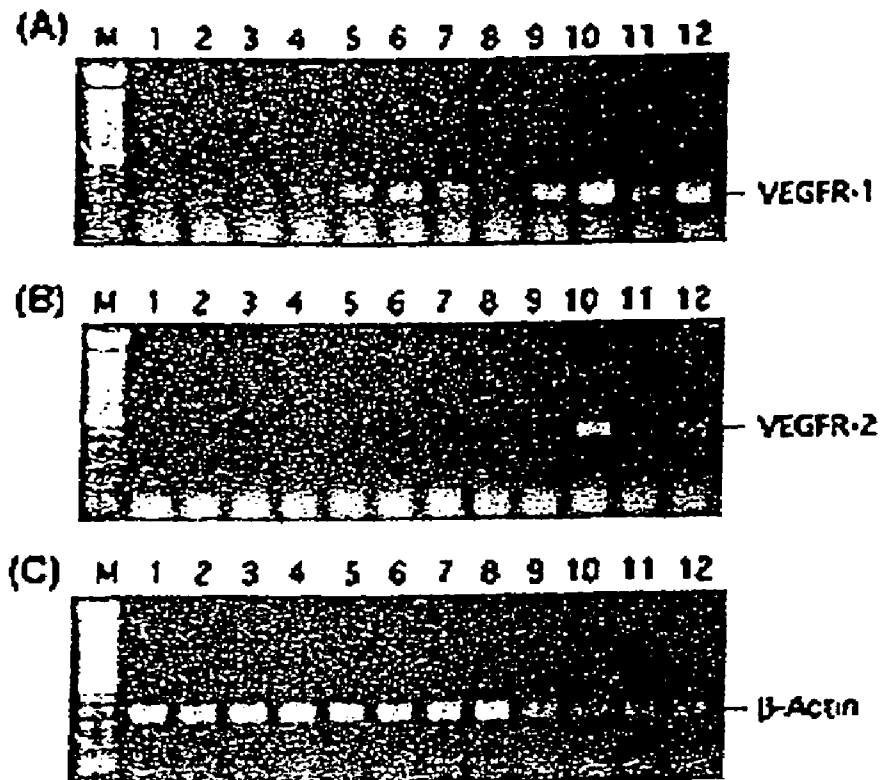 (A) M 1 2 3 4 5 6 7 8 9 10 11 12
VEGFR-1
(B) M 1 2 3 4 5 6 7 8 9 10 11 12
VEGFR-2
(C) M 1 2 3 4 5 6 7 8 9 10 11 12
β-Actin